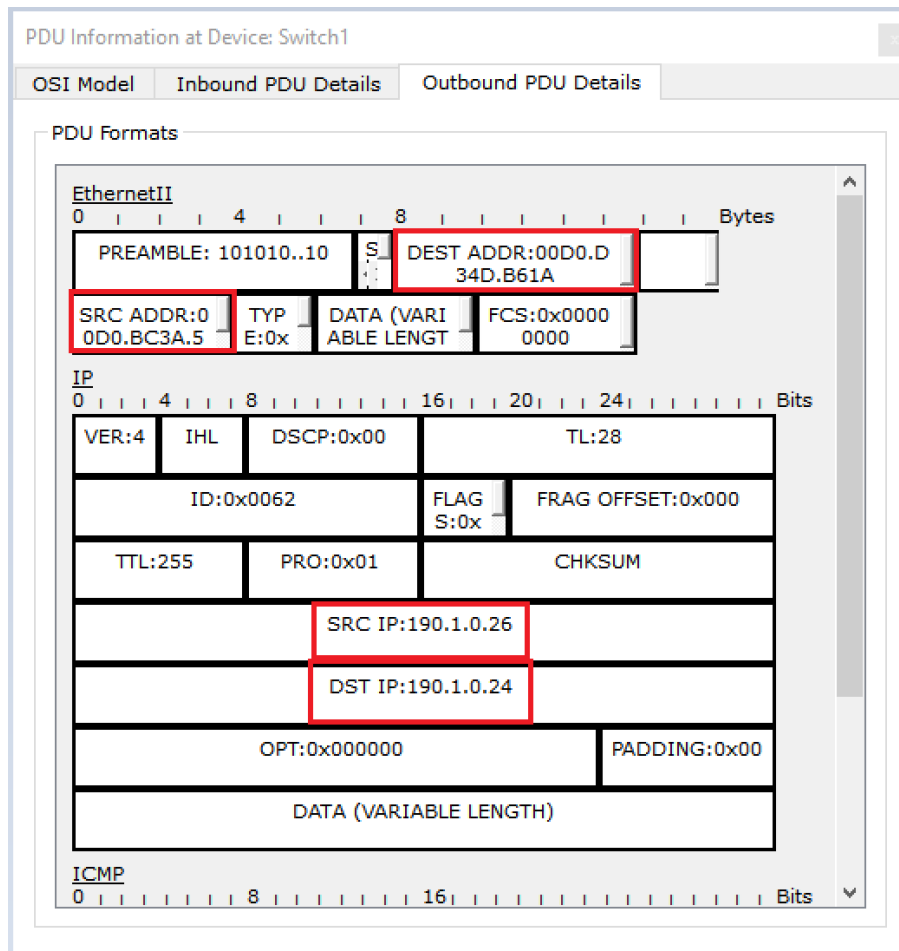 PDU Information at Device: Switch1
OSI Model Inbound PDU Details Outbound PDU Details
PDU Formats
EthernetII
0 4 8 Bytes
PREAMBLE: 101010..10 S DEST ADDR:00D0.D
34D.B61A
SRC ADDR:0 TYP DATA (VARI FCS:0x0000
0D0.BC3A.5 E:0x ABLE LENGT 0000
IP
0 4 8 16 20 24 Bits
VER:4 IHL DSCP:0x00 TL:28
ID:0x0062 FLAG FRAG OFFSET:0x000
S:0x
TTL:255 PRO:0x01 CHKSUM
SRC IP:190.1.0.26
DST IP:190.1.0.24
OPT:0x000000 PADDING:0x00
DATA (VARIABLE LENGTH)
ICMP
0 8 16 Bits